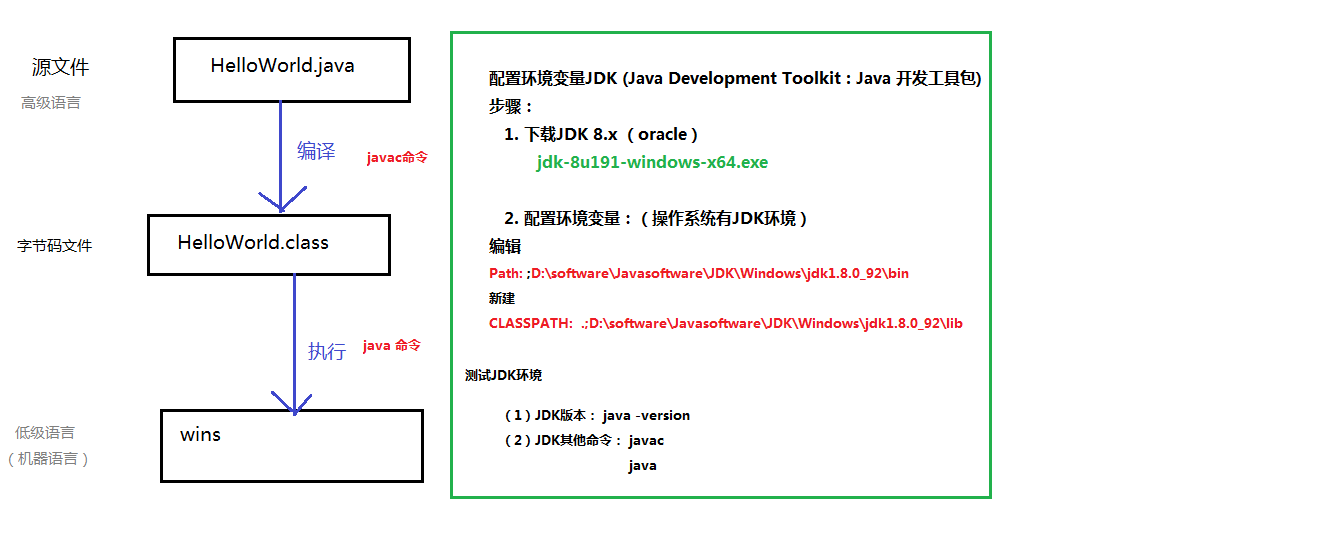 源文件
HelloWorld.java
高级语言
编译
javac命令
字节码文件
HelloWorld.class
执行
java 命令
低级语言
（机器语言）
wins
配置环境变量JDK (Java Development Toolkit：Java 开发工具包)
步骤：
1. 下载JDK 8.x （oracle）
jdk-8u191-windows-x64.exe
2. 配置环境变量：（操作系统有JDK环境）
编辑
Path: ;D:\software\Javasoftware\JDK\Windows\jdk1.8.0_92\bin
新建
CLASSPATH: .;D:\software\Javasoftware\JDK\Windows\jdk1.8.0_92\lib
测试JDK环境
（1）JDK版本： java -version
（2）JDK其他命令： javac
java